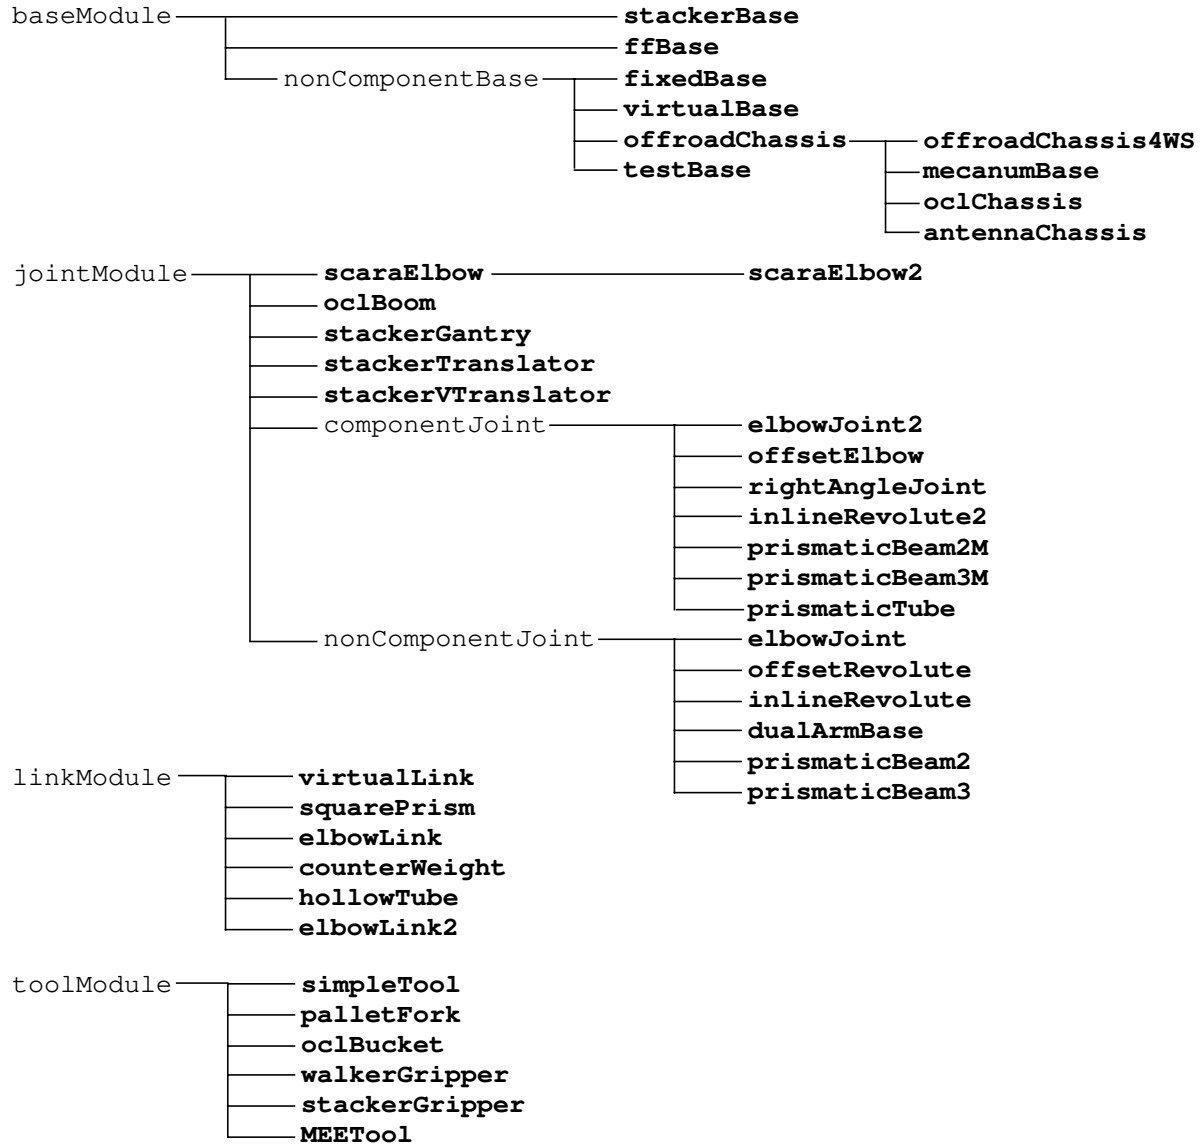 baseModule stackerBase
ffBase
nonComponentBase fixedBase
virtualBase
offroadChassis offroadChassis4WS
testBase mecanumBase
oclChassis
antennaChassis
jointModule scaraElbow scaraElbow2
oclBoom
stackerGantry
stackerTranslator
stackerVTranslator
componentJoint elbowJoint2
offsetElbow
rightAngleJoint
inlineRevolute2
prismaticBeam2M
prismaticBeam3M
prismaticTube
nonComponentJoint elbowJoint
offsetRevolute
inlineRevolute
dualArmBase
prismaticBeam2
prismaticBeam3
linkModule virtualLink
squarePrism
elbowLink
counterWeight
hollowTube
elbowLink2
toolModule simpleTool
palletFork
oclBucket
walkerGripper
stackerGripper
MEETool